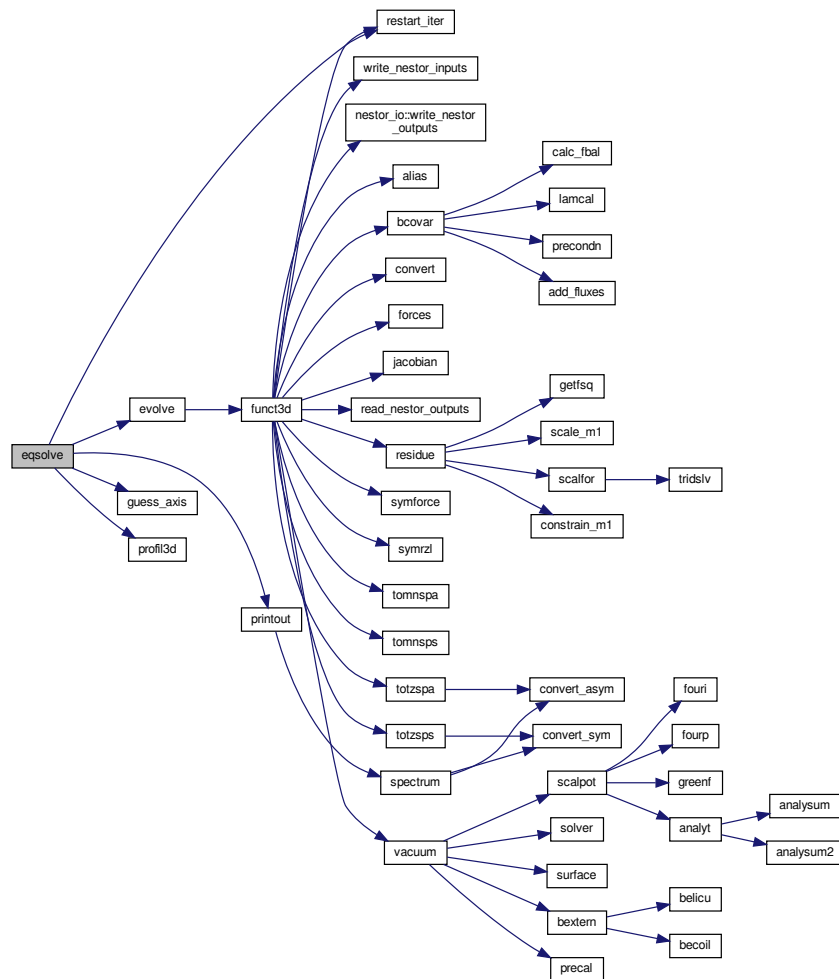 restart_iter
write_nestor_inputs
nestor_io::write_nestor
_outputs
calc_fbal
alias
lamcal
bcovar
precondn
convert
add_fluxes
forces
jacobian
getfsq
evolve
funct3d
read_nestor_outputs
scale_m1
eqsolve
residue
scalfor
tridslv
guess_axis
symforce
constrain_m1
profil3d
symrzl
tomnspa
printout
tomnsps
totzspa
convert_asym
fouri
totzsps
convert_sym
fourp
spectrum
scalpot
greenf
analysum
solver
analyt
vacuum
analysum2
surface
belicu
bextern
becoil
precal